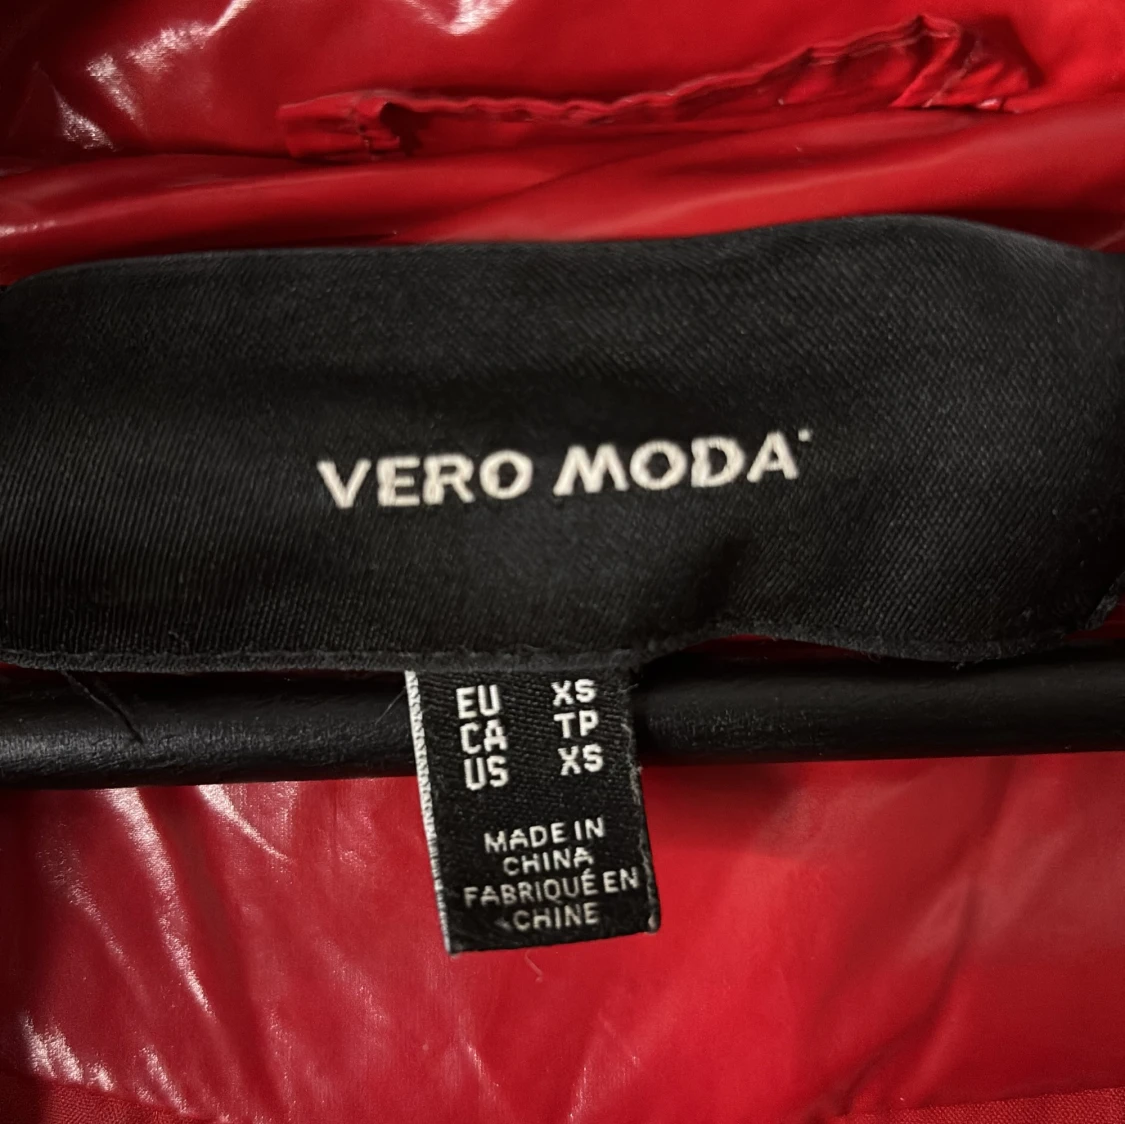 VERO MODA
EU XS
CA TP
US XS
MADE IN
CHINA
FABRIQUÉ EN
CHINE